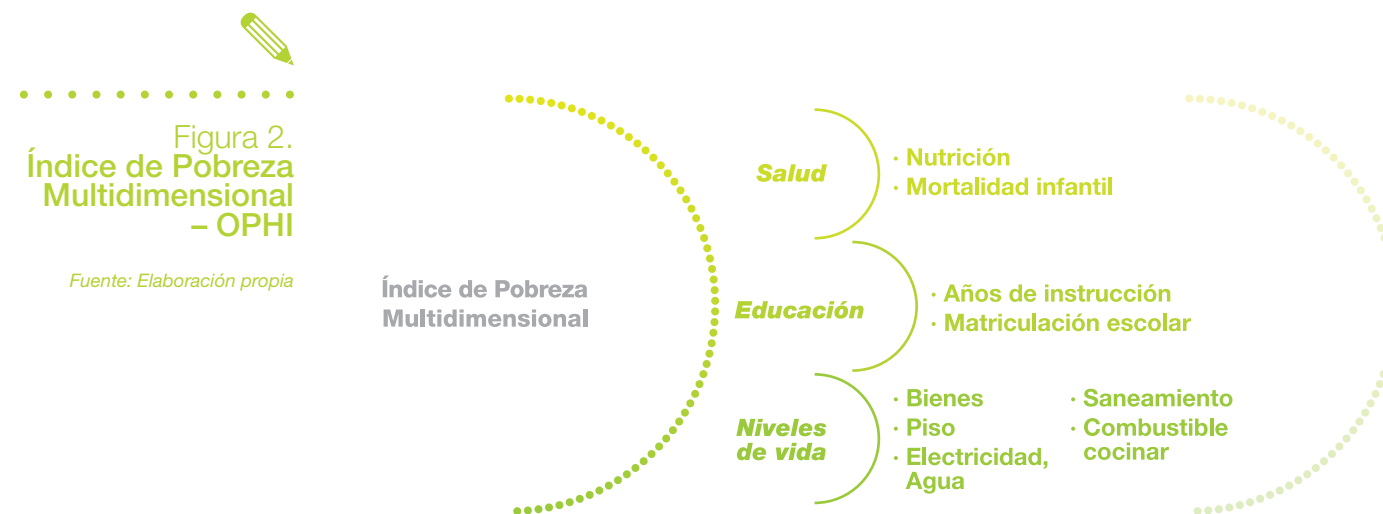 Figura 2.
Índice de Pobreza
Multidimensional
– OPHI
Fuente: Elaboración propia
Índice de Pobreza
Multidimensional
Salud
· Nutrición
· Mortalidad infantil
Educación
· Años de instrucción
· Matriculación escolar
Niveles
de vida
· Bienes
· Piso
· Electricidad,
Agua
· Saneamiento
· Combustible
cocinar